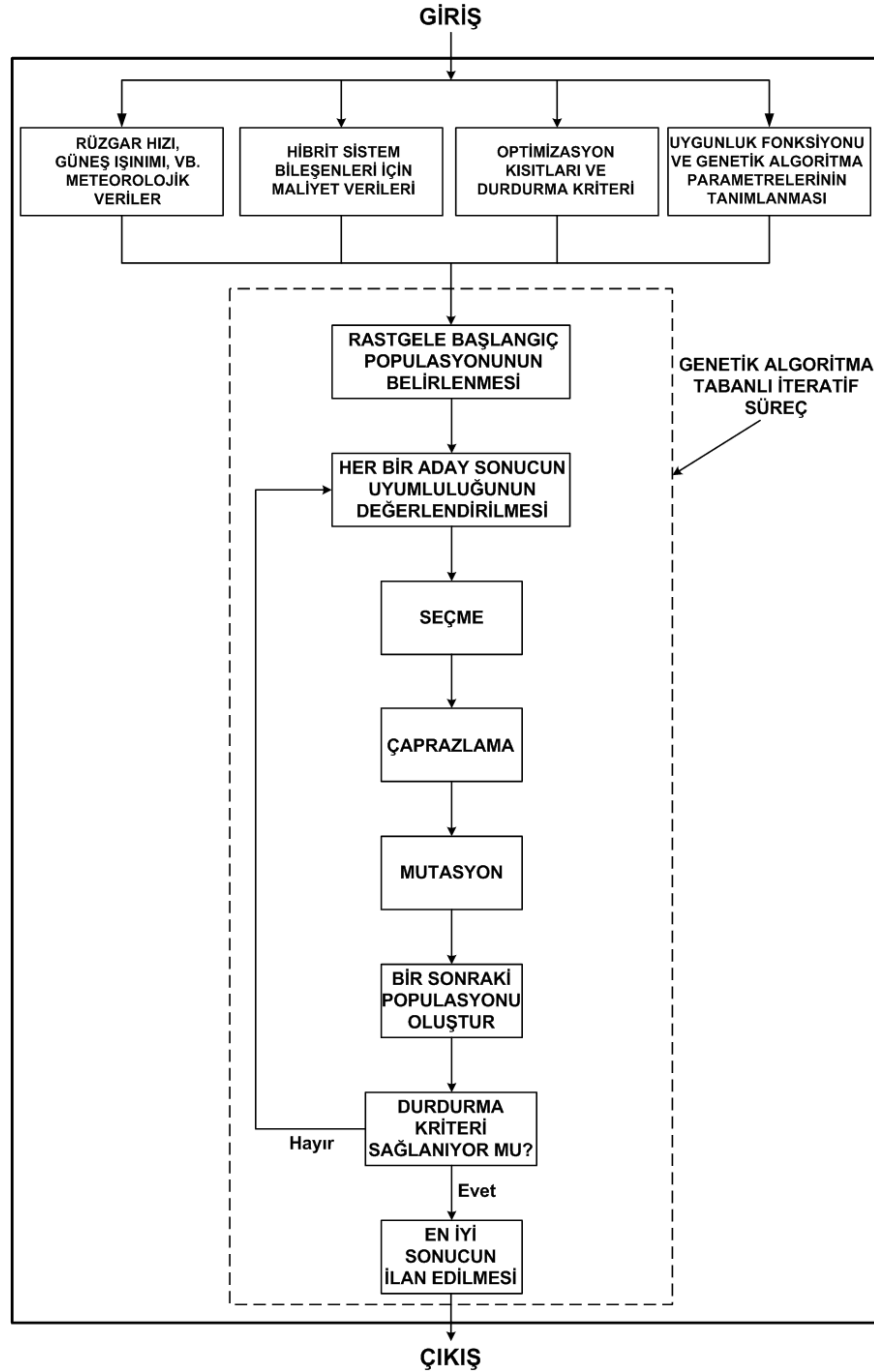 GİRİŞ
RÜZGAR HIZI,
GÜNEŞ IŞINIMI, VB.
METEOROLOJİK
VERİLER
HİBRİT SİSTEM
BİLEŞENLERİ İÇİN
MALİYET VERİLERİ
OPTİMİZASYON
KISITLARI VE
DURDURMA KRİTERİ
UYGUNLUK FONKSİYONU
VE GENETİK ALGORİTMA
PARAMETRELERİNİN
TANIMLANMASI
RASTGELE BAŞLANGIÇ
POPULASYONUNUN
BELİRLENMESİ
GENETİK ALGORİTMA
TABANLI İTERATİF
SÜREÇ
HER BİR ADAY SONUCUN
UYUMLULUĞUNUN
DEĞERLENDİRİLMESİ
SEÇME
ÇAPRAZLAMA
MUTASYON
BİR SONRAKİ
POPULASYONU
OLUŞTUR
DURDURMA
KRİTERİ
SAĞLANIYOR MU?
Hayır
Evet
EN İYİ
SONUCUN
İLAN EDİLMESİ
ÇIKIŞ